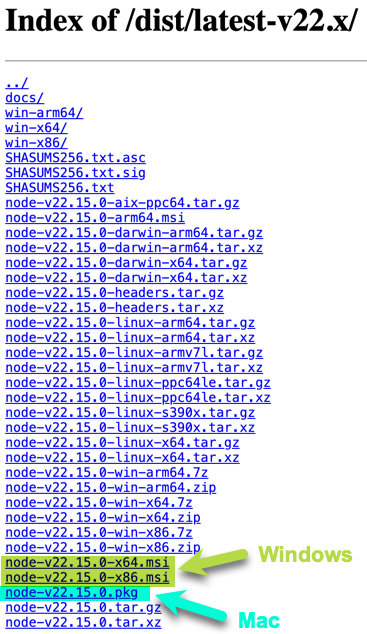 Index of /dist/latest-v22.x/
../
docs/
win-arm64/
win-x64/
win-x86/
SHASUMS256.txt.asc
SHASUMS256.txt.sig
SHASUMS256.txt
node-v22.15.0-aix-ppc64.tar.gz
node-v22.15.0-arm64.msi
node-v22.15.0-darwin-arm64.tar.gz
node-v22.15.0-darwin-arm64.tar.xz
node-v22.15.0-darwin-x64.tar.gz
node-v22.15.0-darwin-x64.tar.xz
node-v22.15.0-headers.tar.gz
node-v22.15.0-headers.tar.xz
node-v22.15.0-linux-arm64.tar.gz
node-v22.15.0-linux-arm64.tar.xz
node-v22.15.0-linux-armv7l.tar.gz
node-v22.15.0-linux-armv7l.tar.xz
node-v22.15.0-linux-ppc64le.tar.gz
node-v22.15.0-linux-ppc64le.tar.xz
node-v22.15.0-linux-s390x.tar.gz
node-v22.15.0-linux-s390x.tar.xz
node-v22.15.0-linux-x64.tar.gz
node-v22.15.0-linux-x64.tar.xz
node-v22.15.0-win-arm64.7z
node-v22.15.0-win-arm64.zip
node-v22.15.0-win-x64.7z
node-v22.15.0-win-x64.zip
node-v22.15.0-win-x86.7z
node-v22.15.0-win-x86.zip
node-v22.15.0-x64.msi
Windows
node-v22.15.0-x86.msi
node-v22.15.0.pkg
node-v22.15.0.tar.gz
Mac
node-v22.15.0.tar.xz